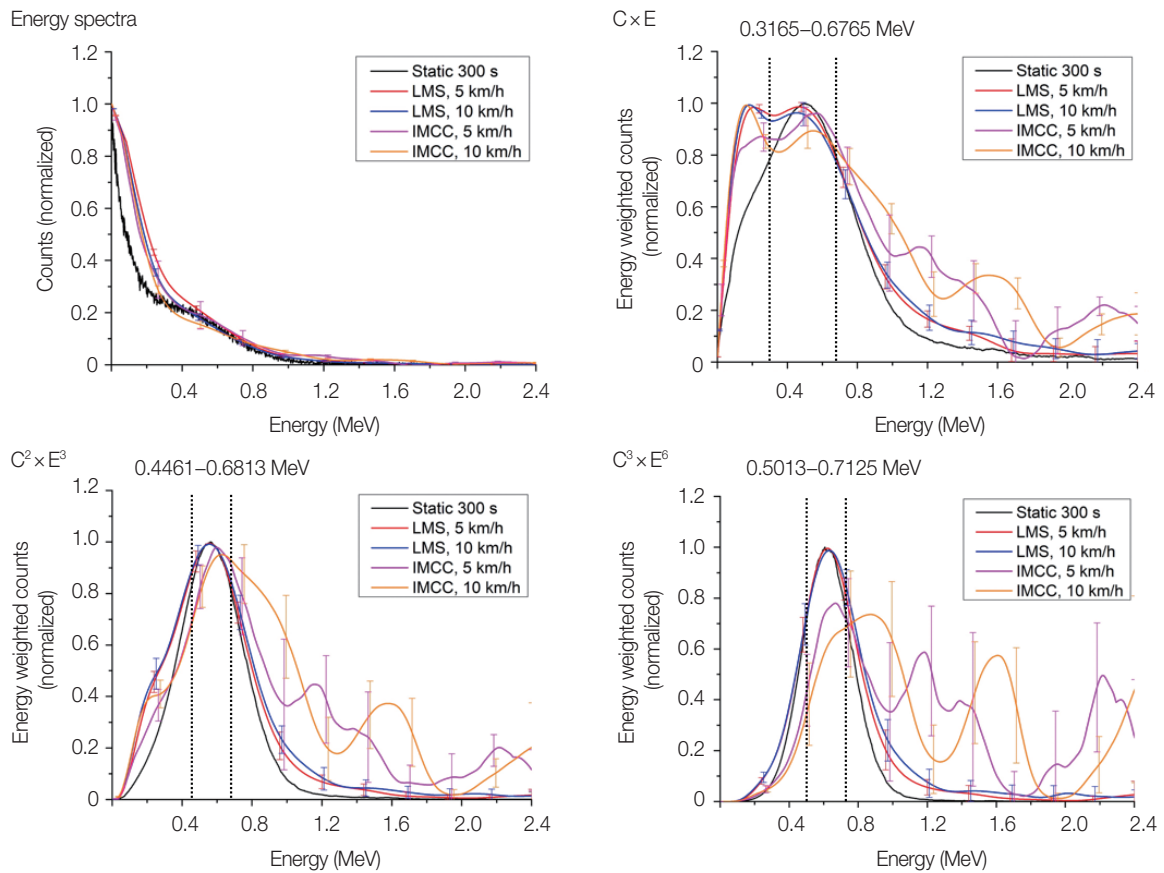 Energy spectra
1.2
1.0
0.8
0.6
0.4
0.2
0
Counts (normalized)
Static 300 s
LMS, 5 km/h
LMS, 10 km/h
IMCC, 5 km/h
IMCC, 10 km/h
0.4 0.8 1.2 1.6 2.0 2.4
Energy (MeV)
C×E
0.3165–0.6765 MeV
1.2
1.0
0.8
0.6
0.4
0.2
0
Energy weighted counts
(normalized)
Static 300 s
LMS, 5 km/h
LMS, 10 km/h
IMCC, 5 km/h
IMCC, 10 km/h
0.4 0.8 1.2 1.6 2.0 2.4
Energy (MeV)
C²×E³
0.4461–0.6813 MeV
1.2
1.0
0.8
0.6
0.4
0.2
0
Energy weighted counts
(normalized)
Static 300 s
LMS, 5 km/h
LMS, 10 km/h
IMCC, 5 km/h
IMCC, 10 km/h
0.4 0.8 1.2 1.6 2.0 2.4
Energy (MeV)
C³×E⁶
0.5013–0.7125 MeV
1.2
1.0
0.8
0.6
0.4
0.2
0
Energy weighted counts
(normalized)
Static 300 s
LMS, 5 km/h
LMS, 10 km/h
IMCC, 5 km/h
IMCC, 10 km/h
0.4 0.8 1.2 1.6 2.0 2.4
Energy (MeV)